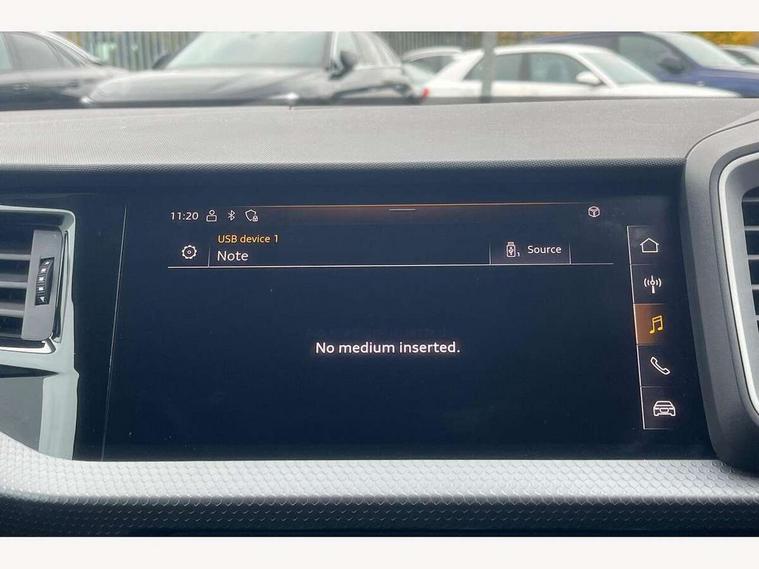 11:20
USB device 1
Note
Source
No medium inserted.